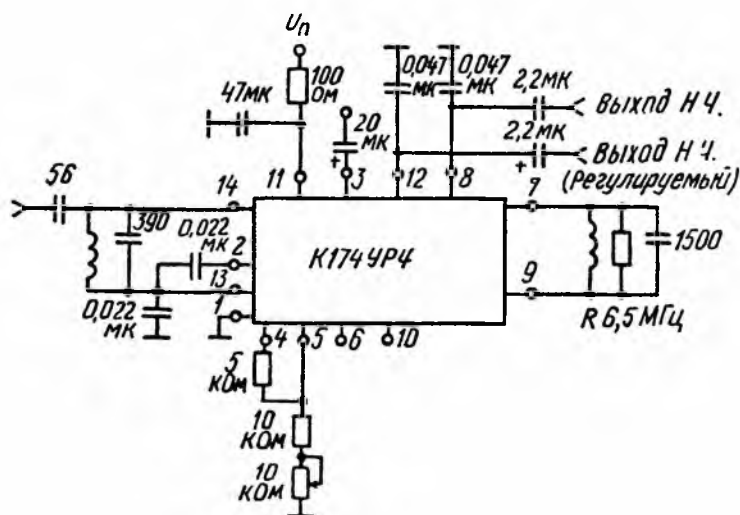 Uп
47мк
100
ОМ
20
МК
0,047
МК
0,047
МК
2,2мк
ВЫХОД Н Ч.
2,2мк
+
ВЫХОД Н Ч.
(Регулируемый)
56
14
11
+
3
12
8
7
390
0,022
МК
2
К174УР4
1500
13
9
0,022
МК
1
R 6,5 МГц
4
5
6
10
5
КОМ
10
КОМ
10
КОМ